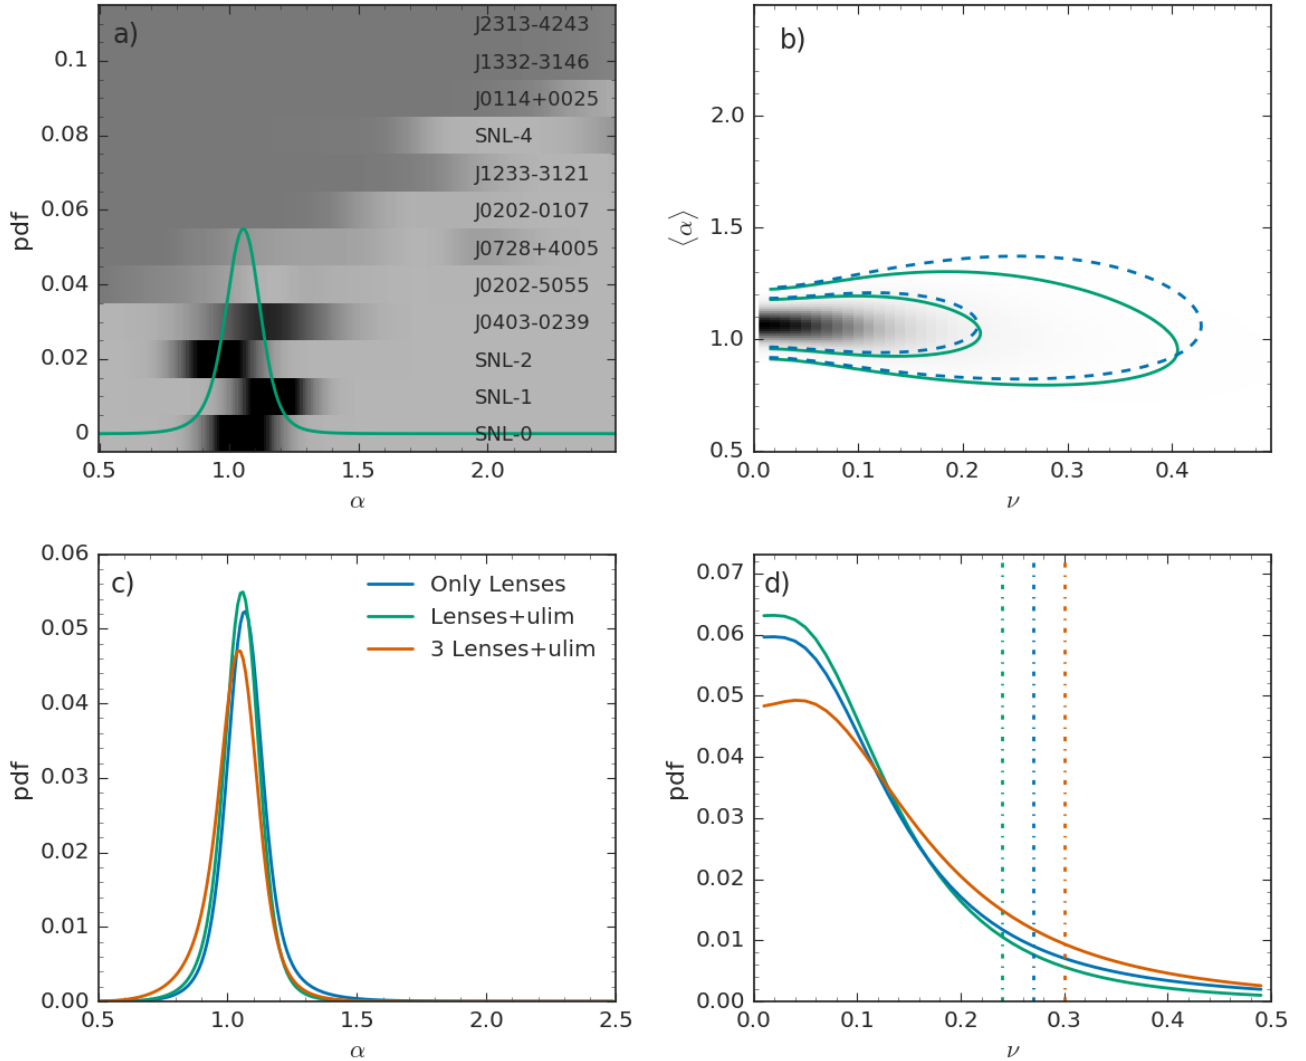 a)
J2313-4243
J1332-3146
J0114+0025
SNL-4
J1233-3121
J0202-0107
J0728+4005
J0202-5055
J0403-0239
SNL-2
SNL-1
SNL-0
0.1
0.08
0.06
0.04
0.02
0
pdf
0.5 1.0 1.5 2.0
α
b)
2.0
1.5
1.0
0.5
⟨α⟩
0.0 0.1 0.2 0.3 0.4
ν
c)
Only Lenses
Lenses+ulim
3 Lenses+ulim
0.06
0.05
0.04
0.03
0.02
0.01
0.00
pdf
0.5 1.0 1.5 2.0 2.5
α
d)
0.07
0.06
0.05
0.04
0.03
0.02
0.01
0.00
pdf
0.0 0.1 0.2 0.3 0.4 0.5
ν